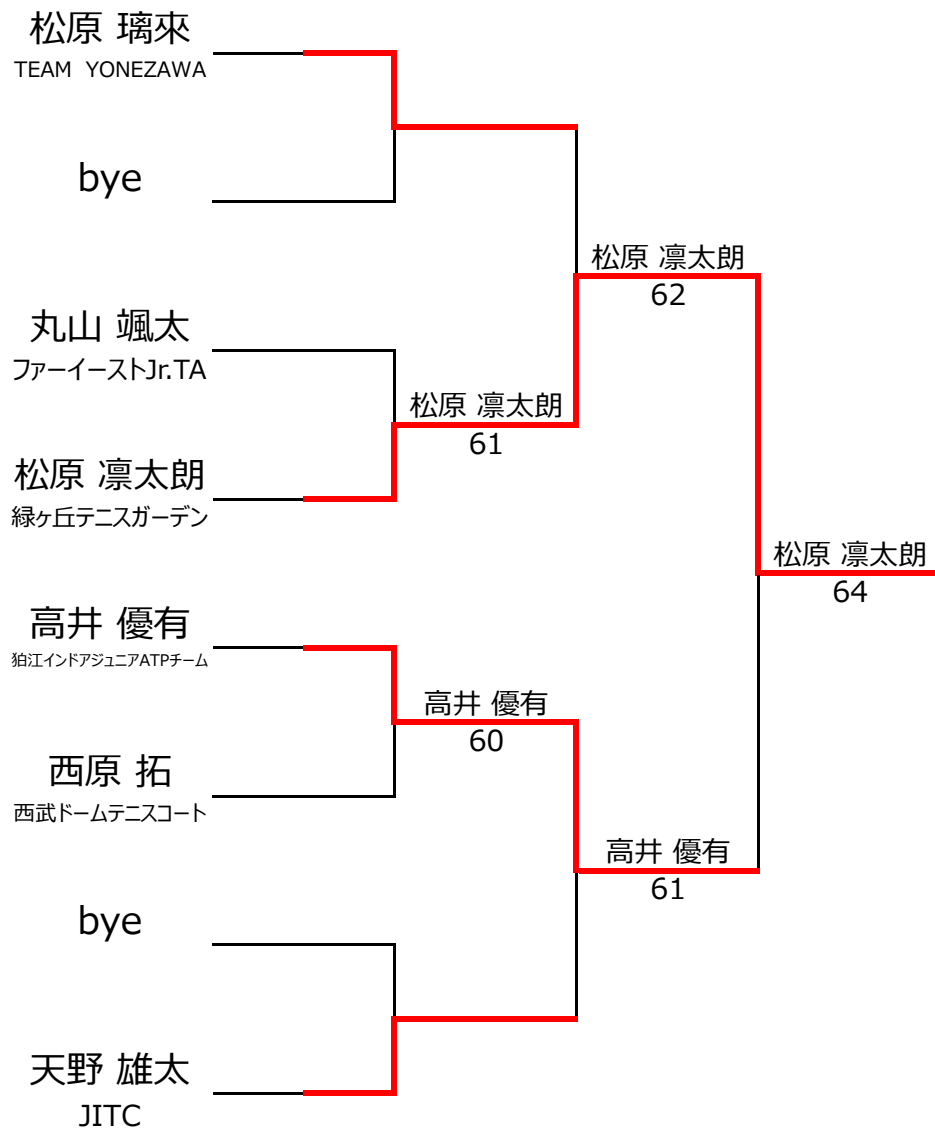 松原 璃來
TEAM YONEZAWA
bye
丸山 颯太
ファーイーストJr.TA
松原 凛太朗
緑ヶ丘テニスガーデン
高井 優有
狛江インドアジュニアATPチーム
西原 拓
西武ドームテニスコート
bye
天野 雄太
JITC
松原 凛太朗
61
高井 優有
60
松原 凛太朗
62
高井 優有
61
松原 凛太朗
64